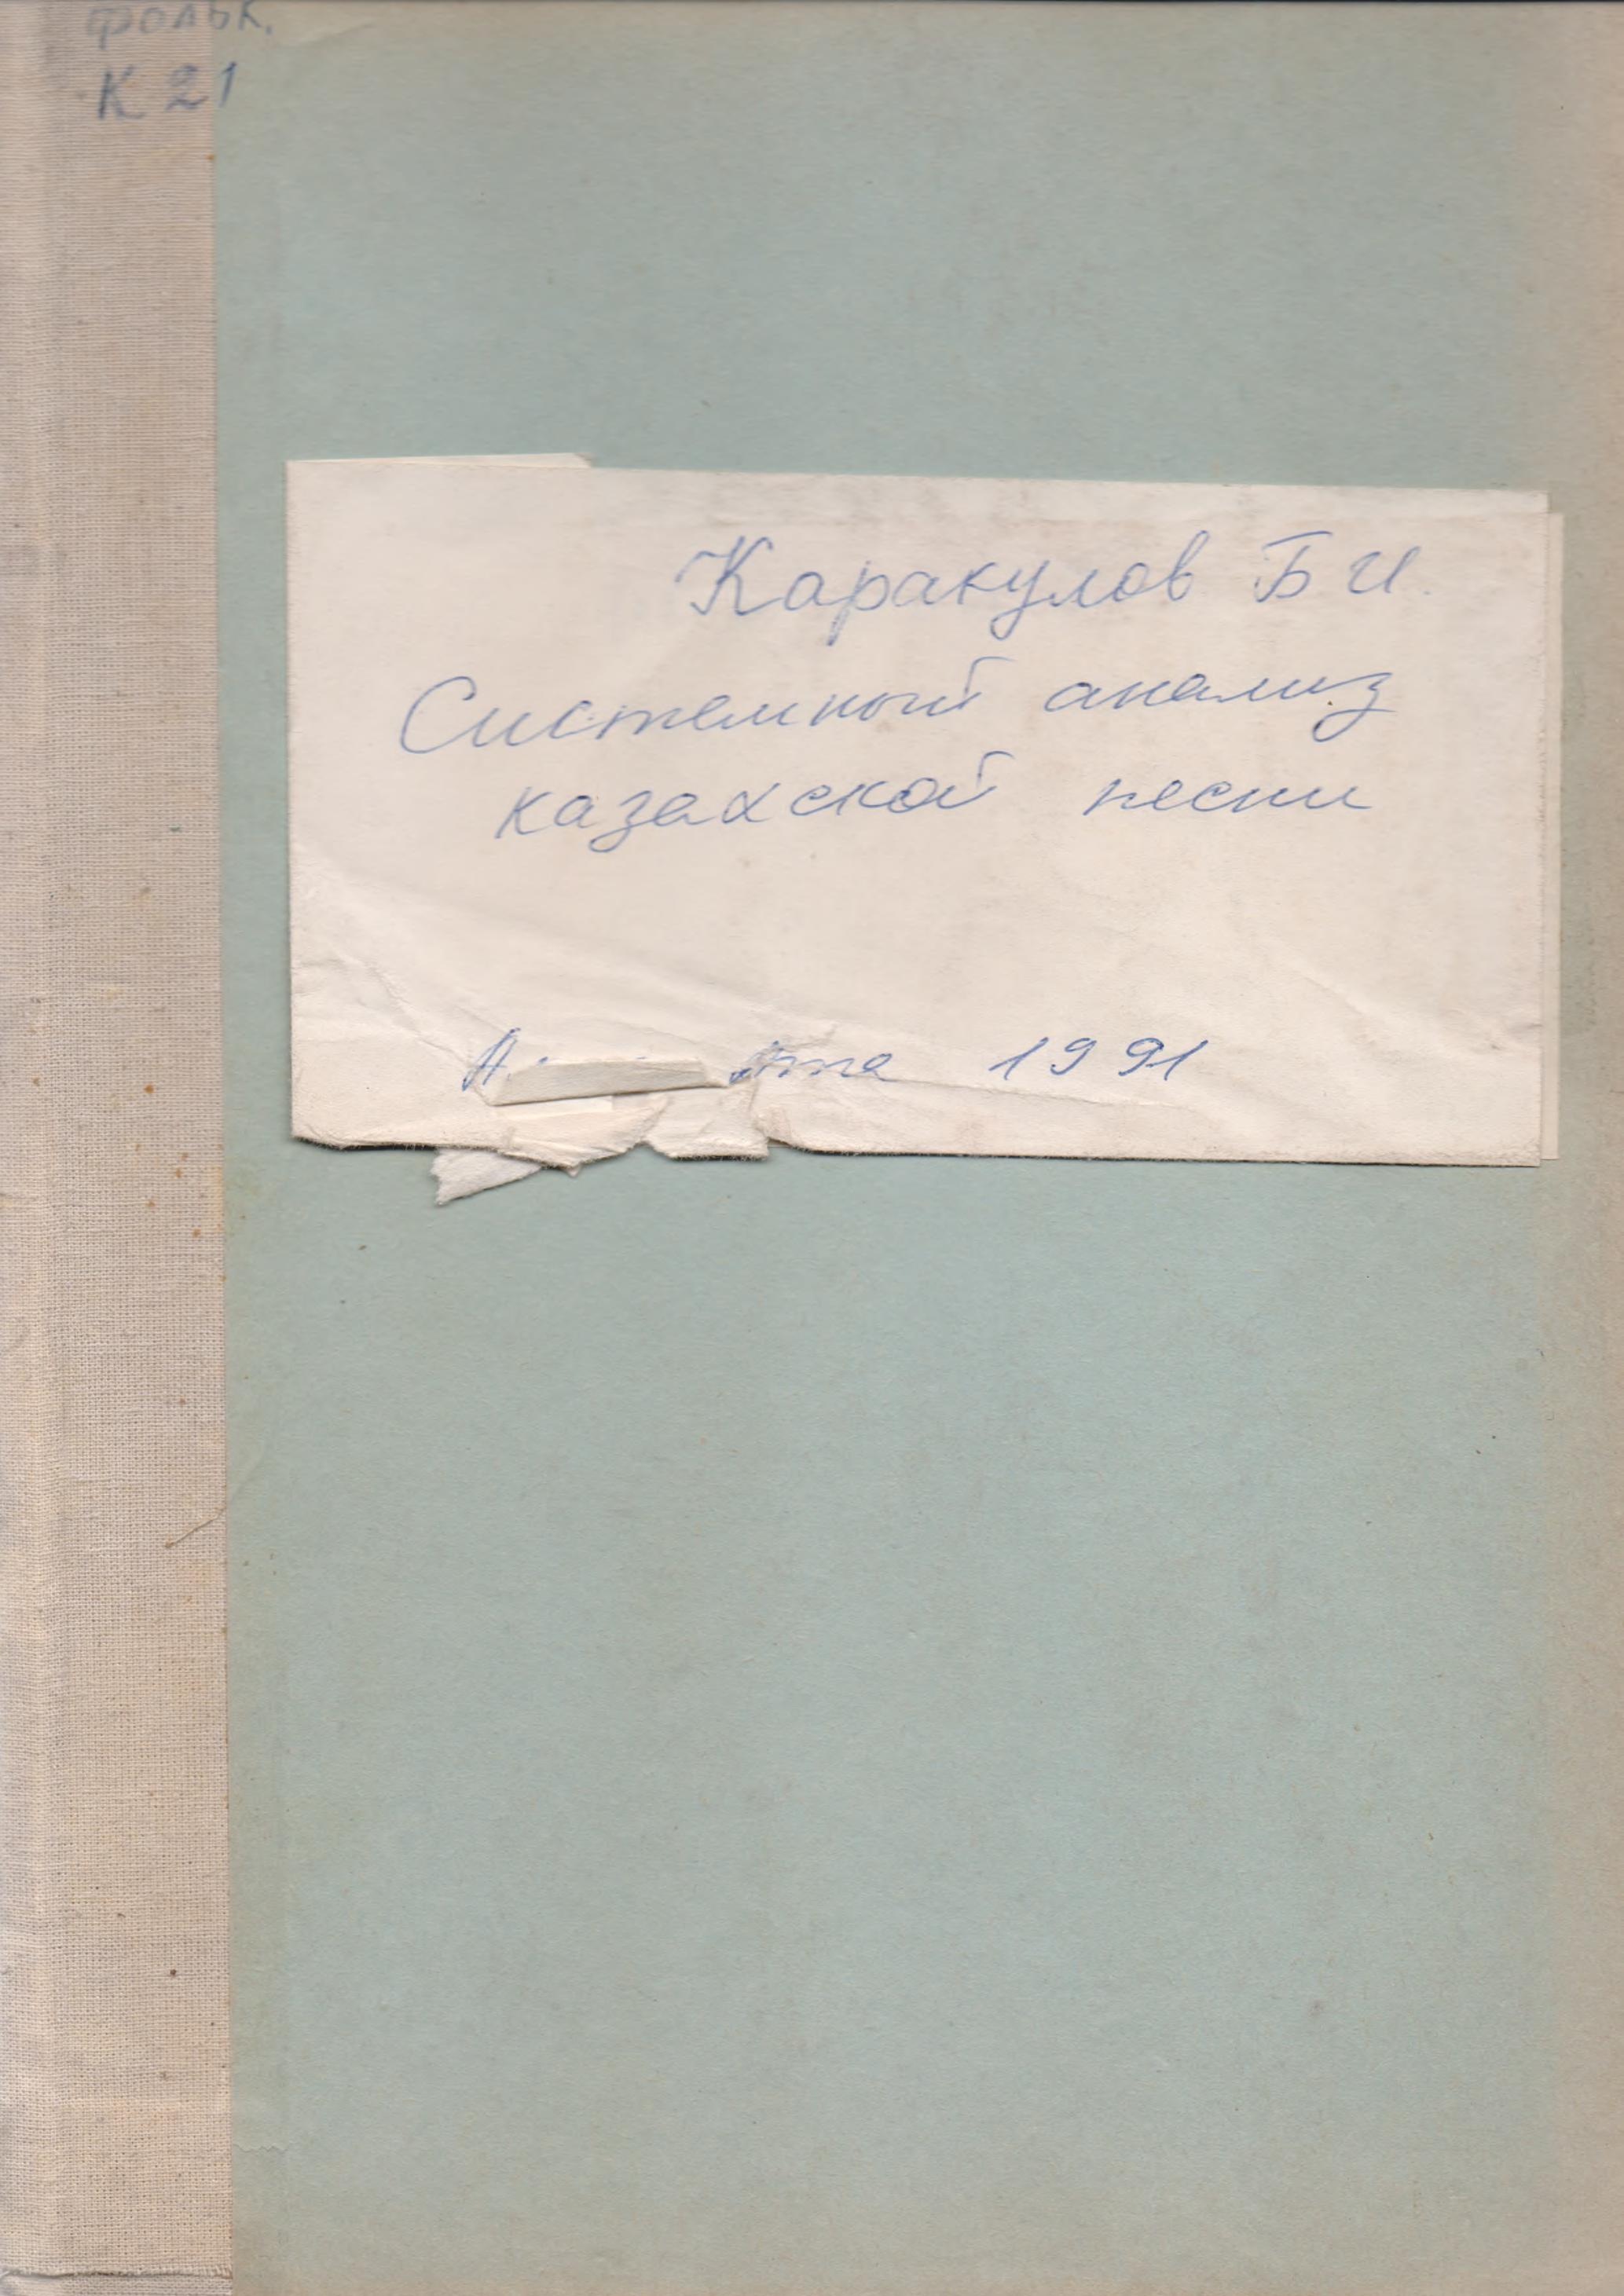 фольк.
К 21
Каракулов Б И.
Системный анализ
казахской песни
1991